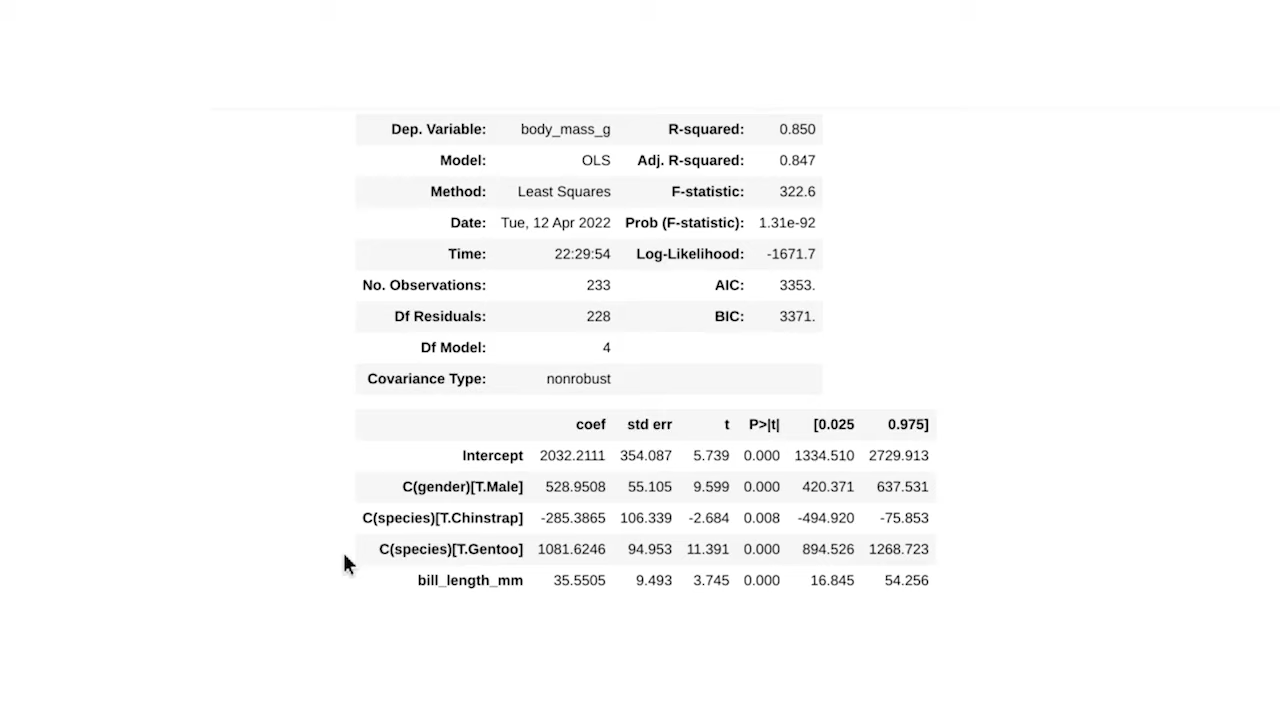 Dep. Variable: body_mass_g R-squared: 0.850
Model: OLS Adj. R-squared: 0.847
Method: Least Squares F-statistic: 322.6
Date: Tue, 12 Apr 2022 Prob (F-statistic): 1.31e-92
Time: 22:29:54 Log-Likelihood: -1671.7
No. Observations: 233 AIC: 3353.
Df Residuals: 228 BIC: 3371.
Df Model: 4
Covariance Type: nonrobust
coef std err t P>|t| [0.025 0.975]
Intercept 2032.2111 354.087 5.739 0.000 1334.510 2729.913
C(gender)[T.Male] 528.9508 55.105 9.599 0.000 420.371 637.531
C(species)[T.Chinstrap] -285.3865 106.339 -2.684 0.008 -494.920 -75.853
C(species)[T.Gentoo] 1081.6246 94.953 11.391 0.000 894.526 1268.723
bill_length_mm 35.5505 9.493 3.745 0.000 16.845 54.256